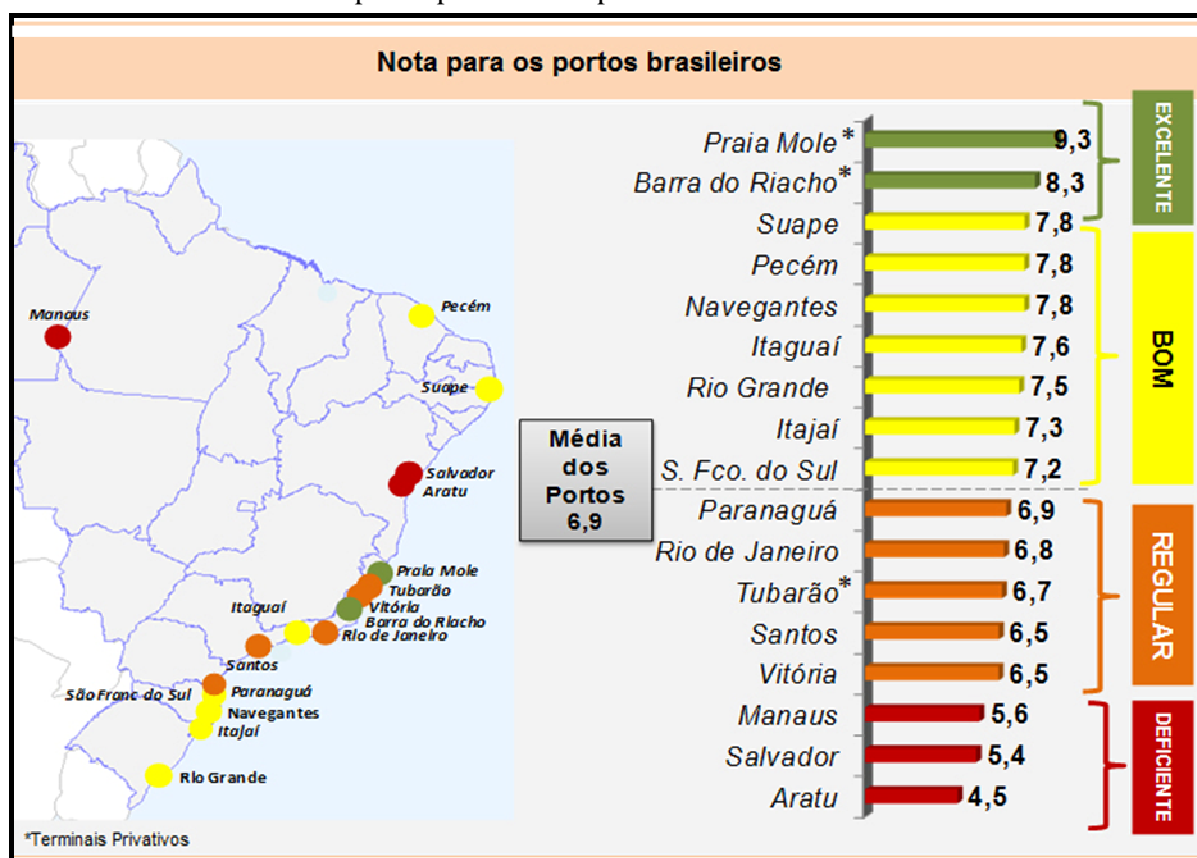 Nota para os portos brasileiros
Manaus
Pecém
Suape
Salvador
Aratu
Praia Mole
Tubarão
Vitória
Itaguaí
Barra do Riacho
Rio de Janeiro
Santos
São Franc do Sul
Paranaguá
Navegantes
Itajaí
Rio Grande
*Terminais Privativos
Média
dos
Portos
6,9
Praia Mole* 9,3
Barra do Riacho* 8,3
Suape 7,8
Pecém 7,8
Navegantes 7,8
Itaguaí 7,6
Rio Grande 7,5
Itajaí 7,3
S. Fco. do Sul 7,2
Paranaguá 6,9
Rio de Janeiro 6,8
Tubarão* 6,7
Santos 6,5
Vitória 6,5
Manaus 5,6
Salvador 5,4
Aratu 4,5
EXCELENTE
BOM
REGULAR
DEFICIENTE